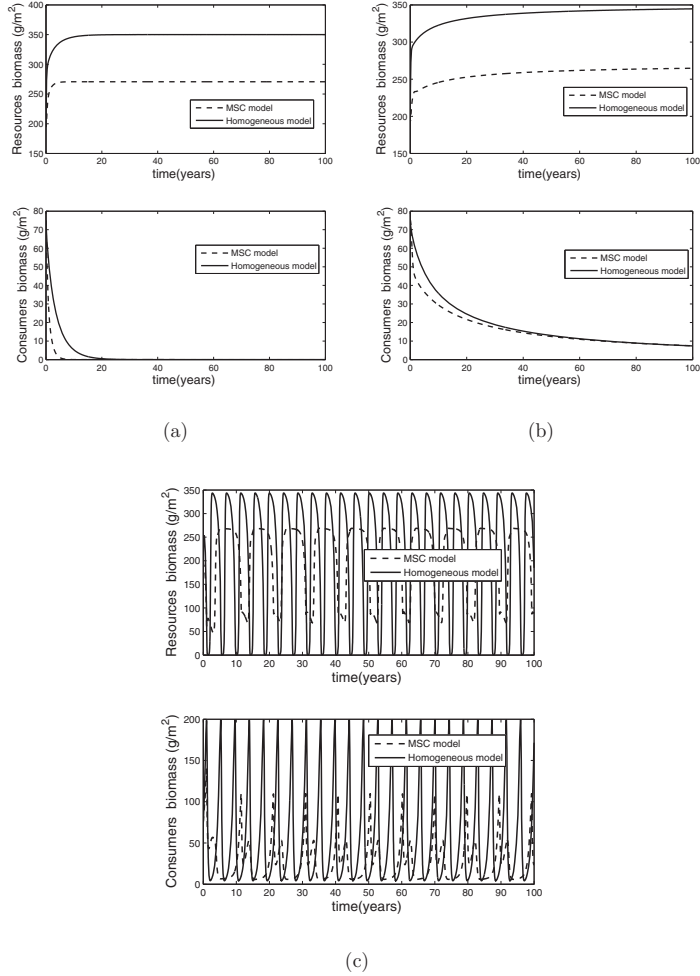 400
350
300
250
200
150
Resources biomass (g/m²)
MSC model
Homogeneous model
0 20 40 60 80 100
time(years)
350
300
250
200
150
Resources biomass (g/m²)
MSC model
Homogeneous model
0 20 40 60 80 100
time(years)
80
70
60
50
40
30
20
10
0
Consumers biomass (g/m²)
MSC model
Homogeneous model
0 20 40 60 80 100
time(years)
(a)
80
70
60
50
40
30
20
10
0
Consumers biomass (g/m²)
MSC model
Homogeneous model
0 20 40 60 80 100
time(years)
(b)
350
300
250
200
150
100
50
0
Resources biomass (g/m²)
MSC model
Homogeneous model
0 10 20 30 40 50 60 70 80 90 100
time(years)
200
150
100
50
0
Consumers biomass (g/m²)
MSC model
Homogeneous model
0 10 20 30 40 50 60 70 80 90 100
time(years)
(c)